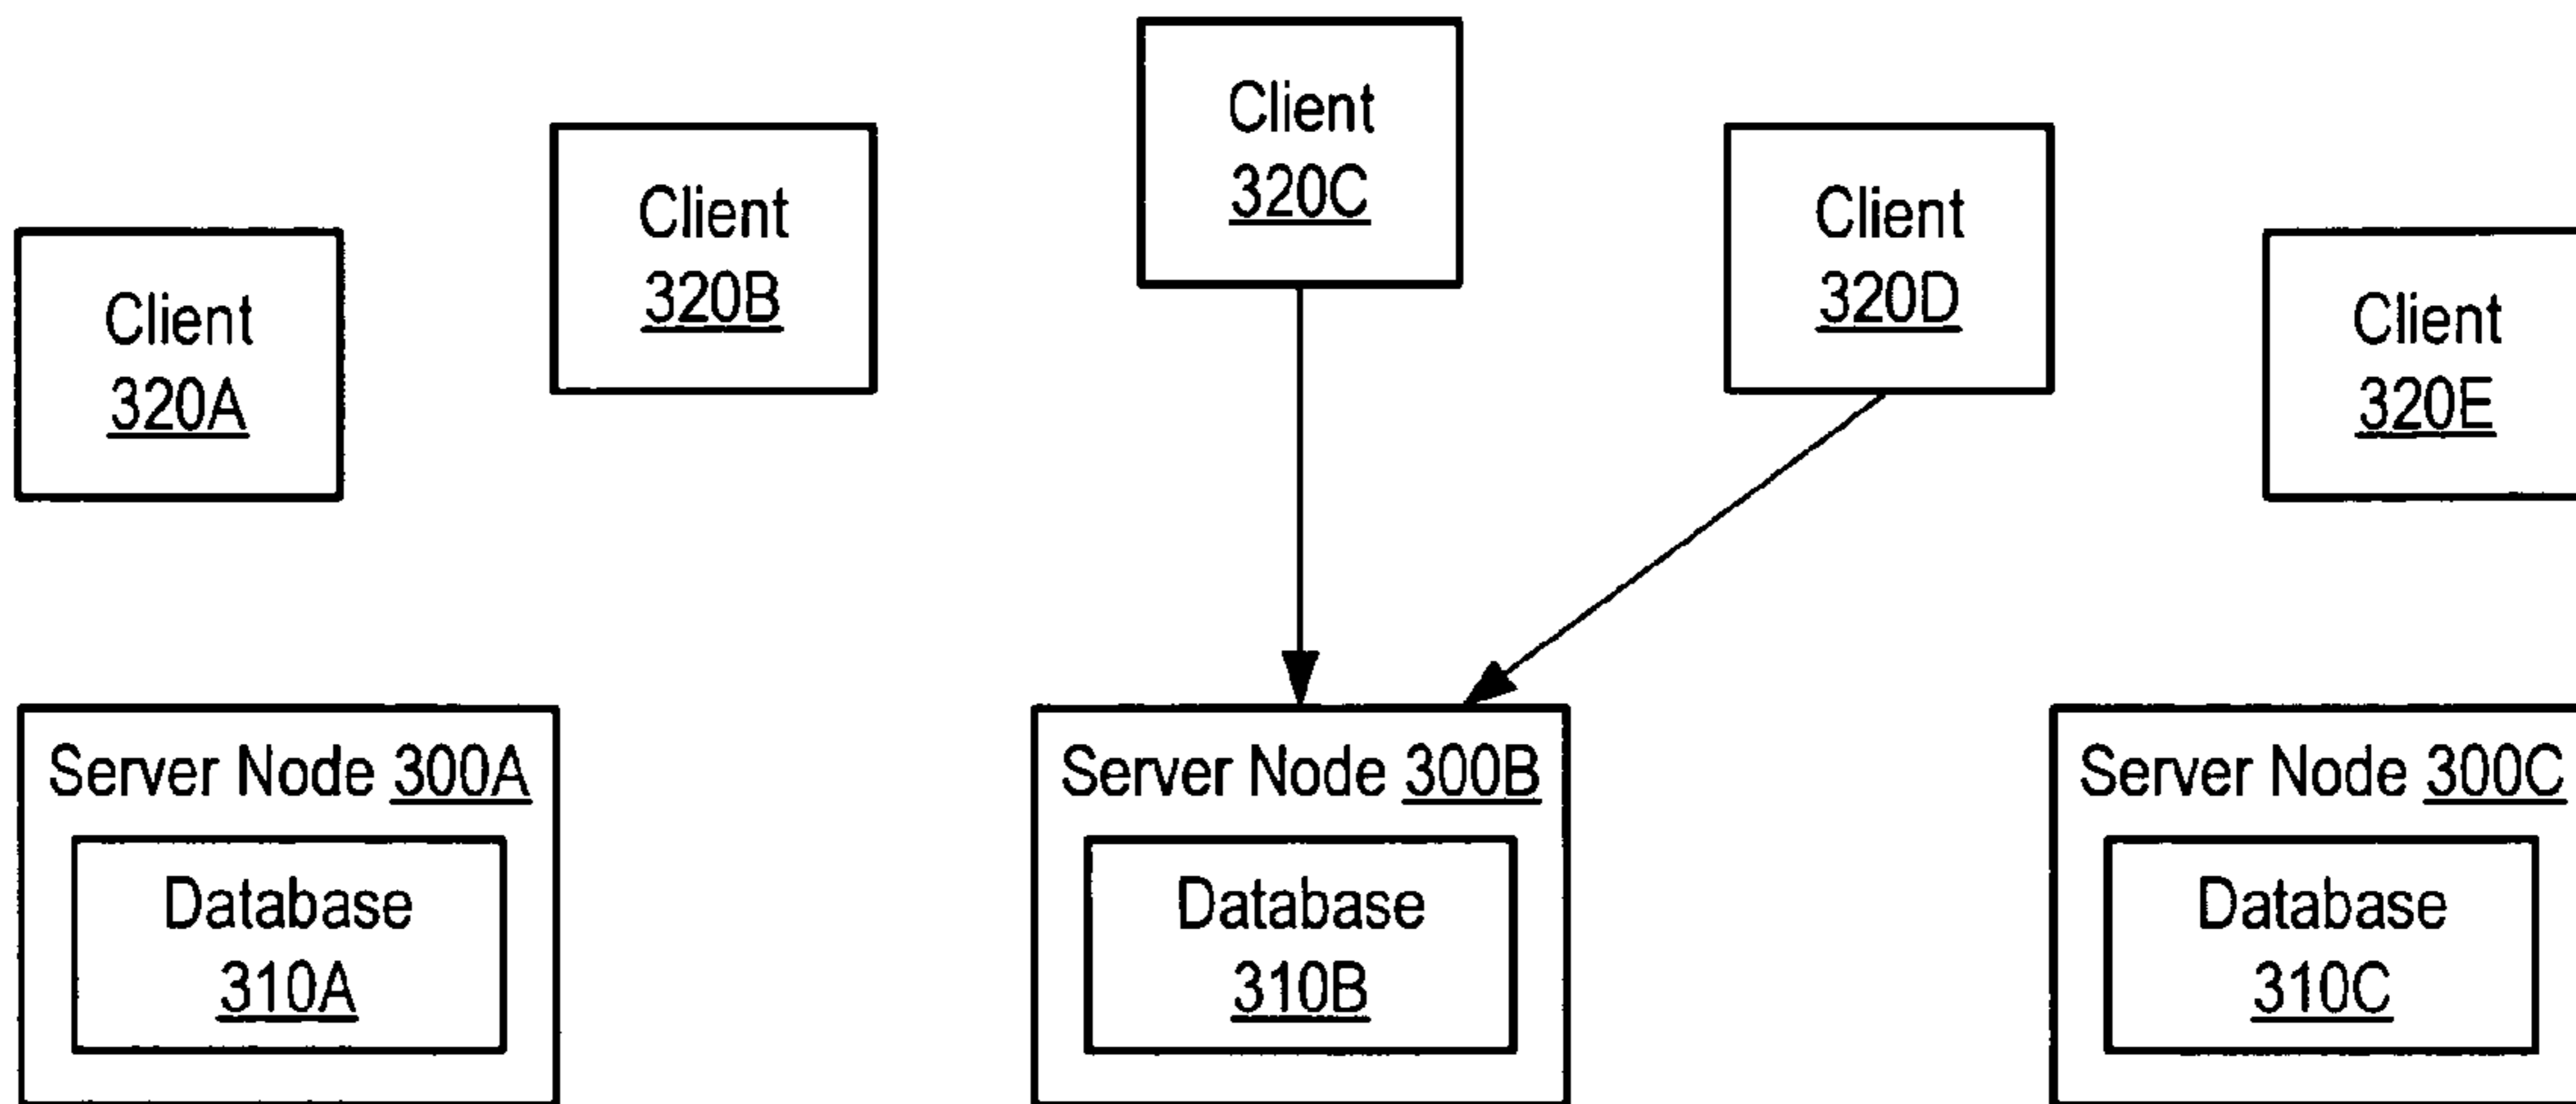 Client
320A
Client
320B
Client
320C
Client
320D
Client
320E
Server Node 300A
Database
310A
Server Node 300B
Database
310B
Server Node 300C
Database
310C